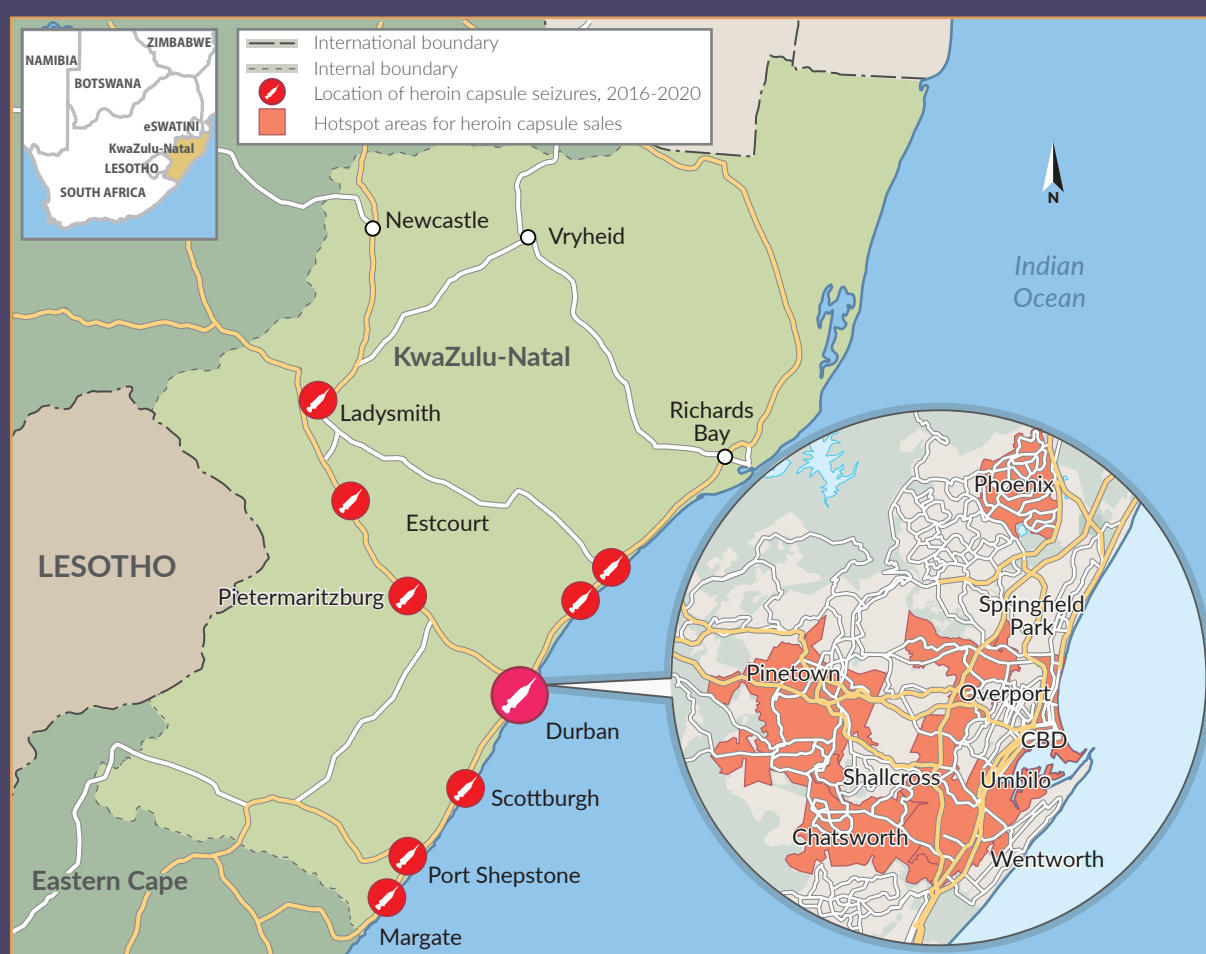 NAMIBIA
ZIMBABWE
BOTSWANA
eSWATINI
KwaZulu-Natal
LESOTHO
SOUTH AFRICA
International boundary
Internal boundary
Location of heroin capsule seizures, 2016-2020
Hotspot areas for heroin capsule sales
N
Indian
Ocean
Newcastle
Vryheid
KwaZulu-Natal
Ladysmith
Richards
Bay
Estcourt
LESOTHO
Pietermaritzburg
Durban
Scottburgh
Port Shepstone
Eastern Cape
Margate
Phoenix
Springfield
Park
Pinetown
Overport
CBD
Shallcross
Umbilo
Chatsworth
Wentworth